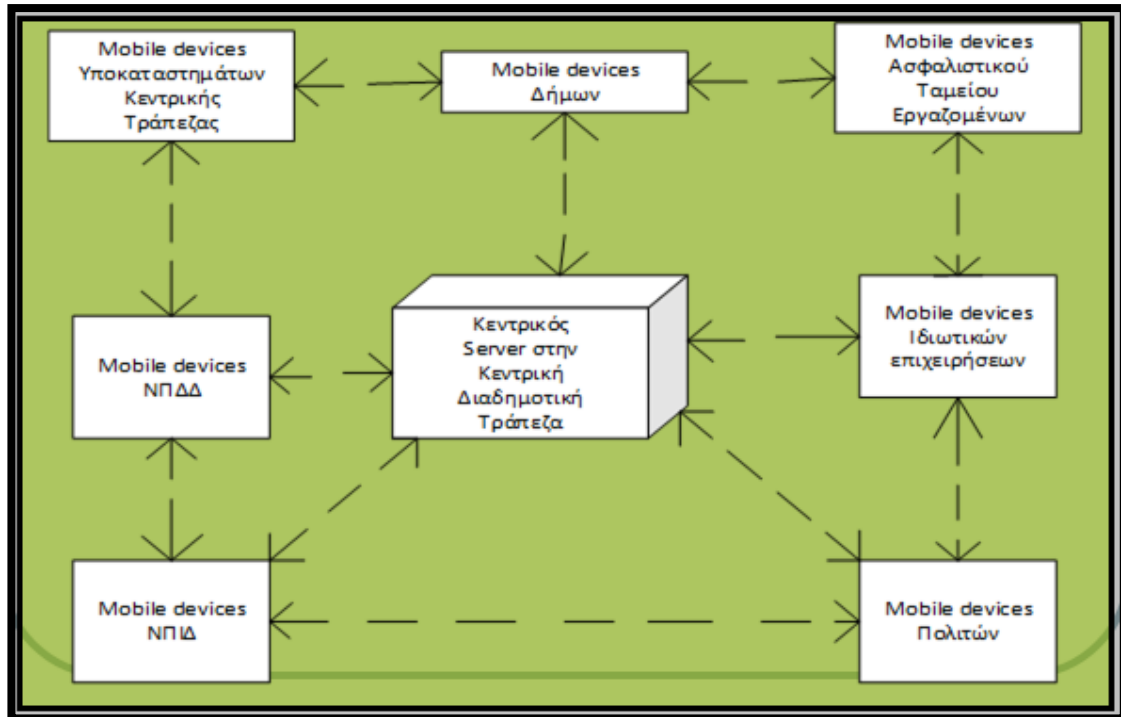 Mobile devices
Υποκαταστημάτων
Κεντρικής
Τράπεζας
Mobile devices
Δήμων
Mobile devices
Ασφαλιστικού
Ταμείου
Εργαζομένων
Mobile devices
ΝΠΔΔ
Κεντρικός
Server στην
Κεντρική
Διαδημοτική
Τράπεζα
Mobile devices
Ιδιωτικών
επιχειρήσεων
Mobile devices
ΝΠΙΔ
Mobile devices
Πολιτών